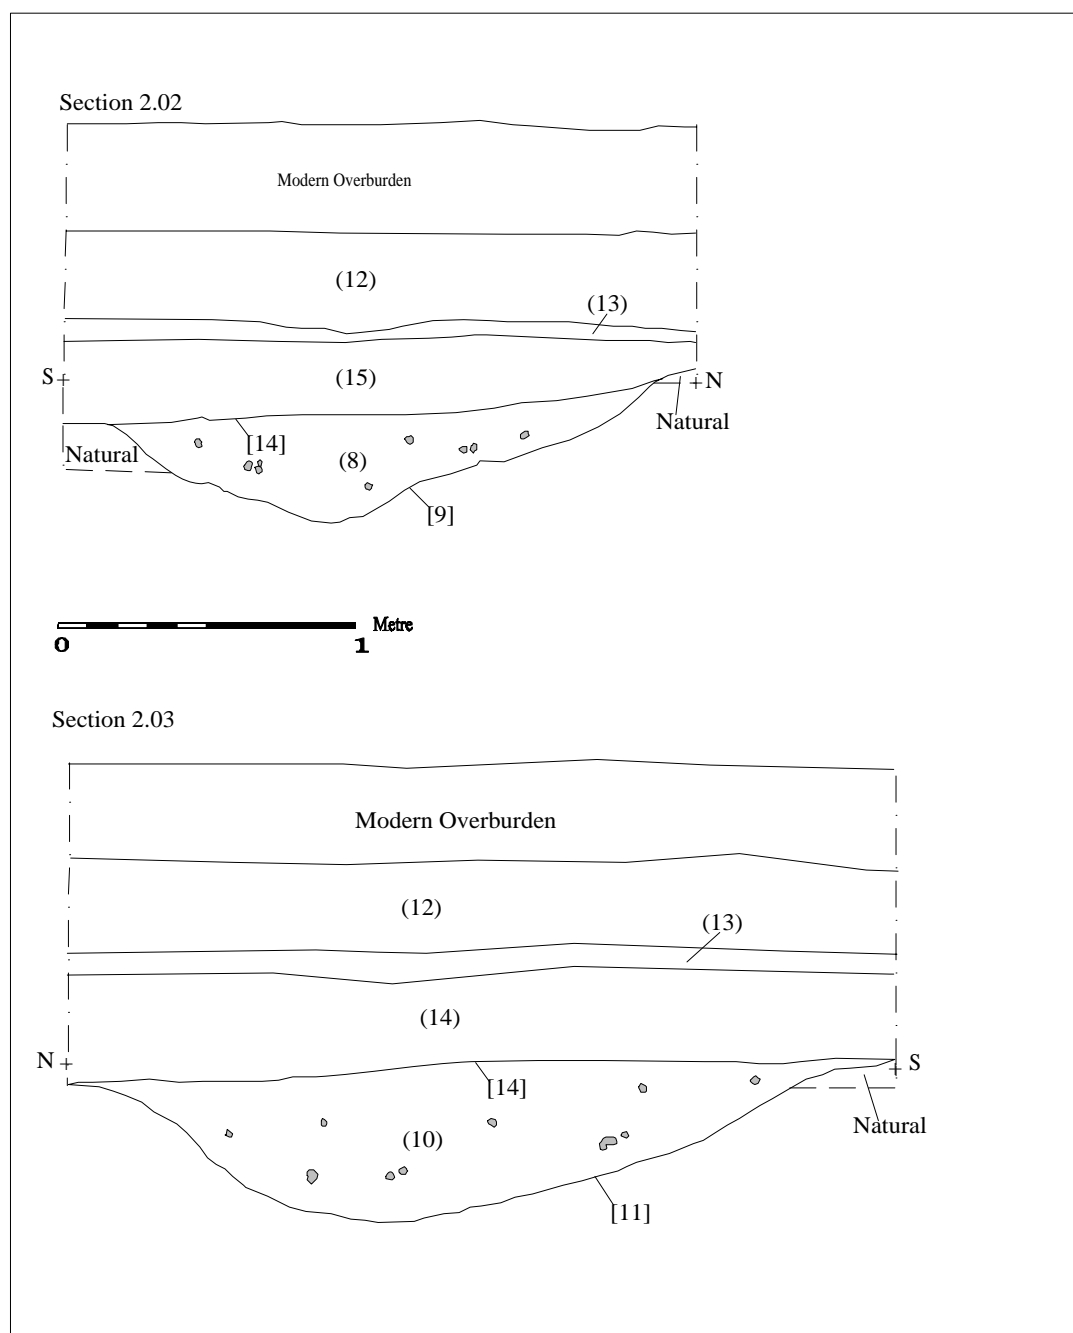 Section 2.02
Modern Overburden
(12)
(13)
S
(15)
N
Natural
Natural
[14]
(8)
[9]
Metre
0 1
Section 2.03
Modern Overburden
(12)
(13)
(14)
N
S
[14]
Natural
(10)
[11]